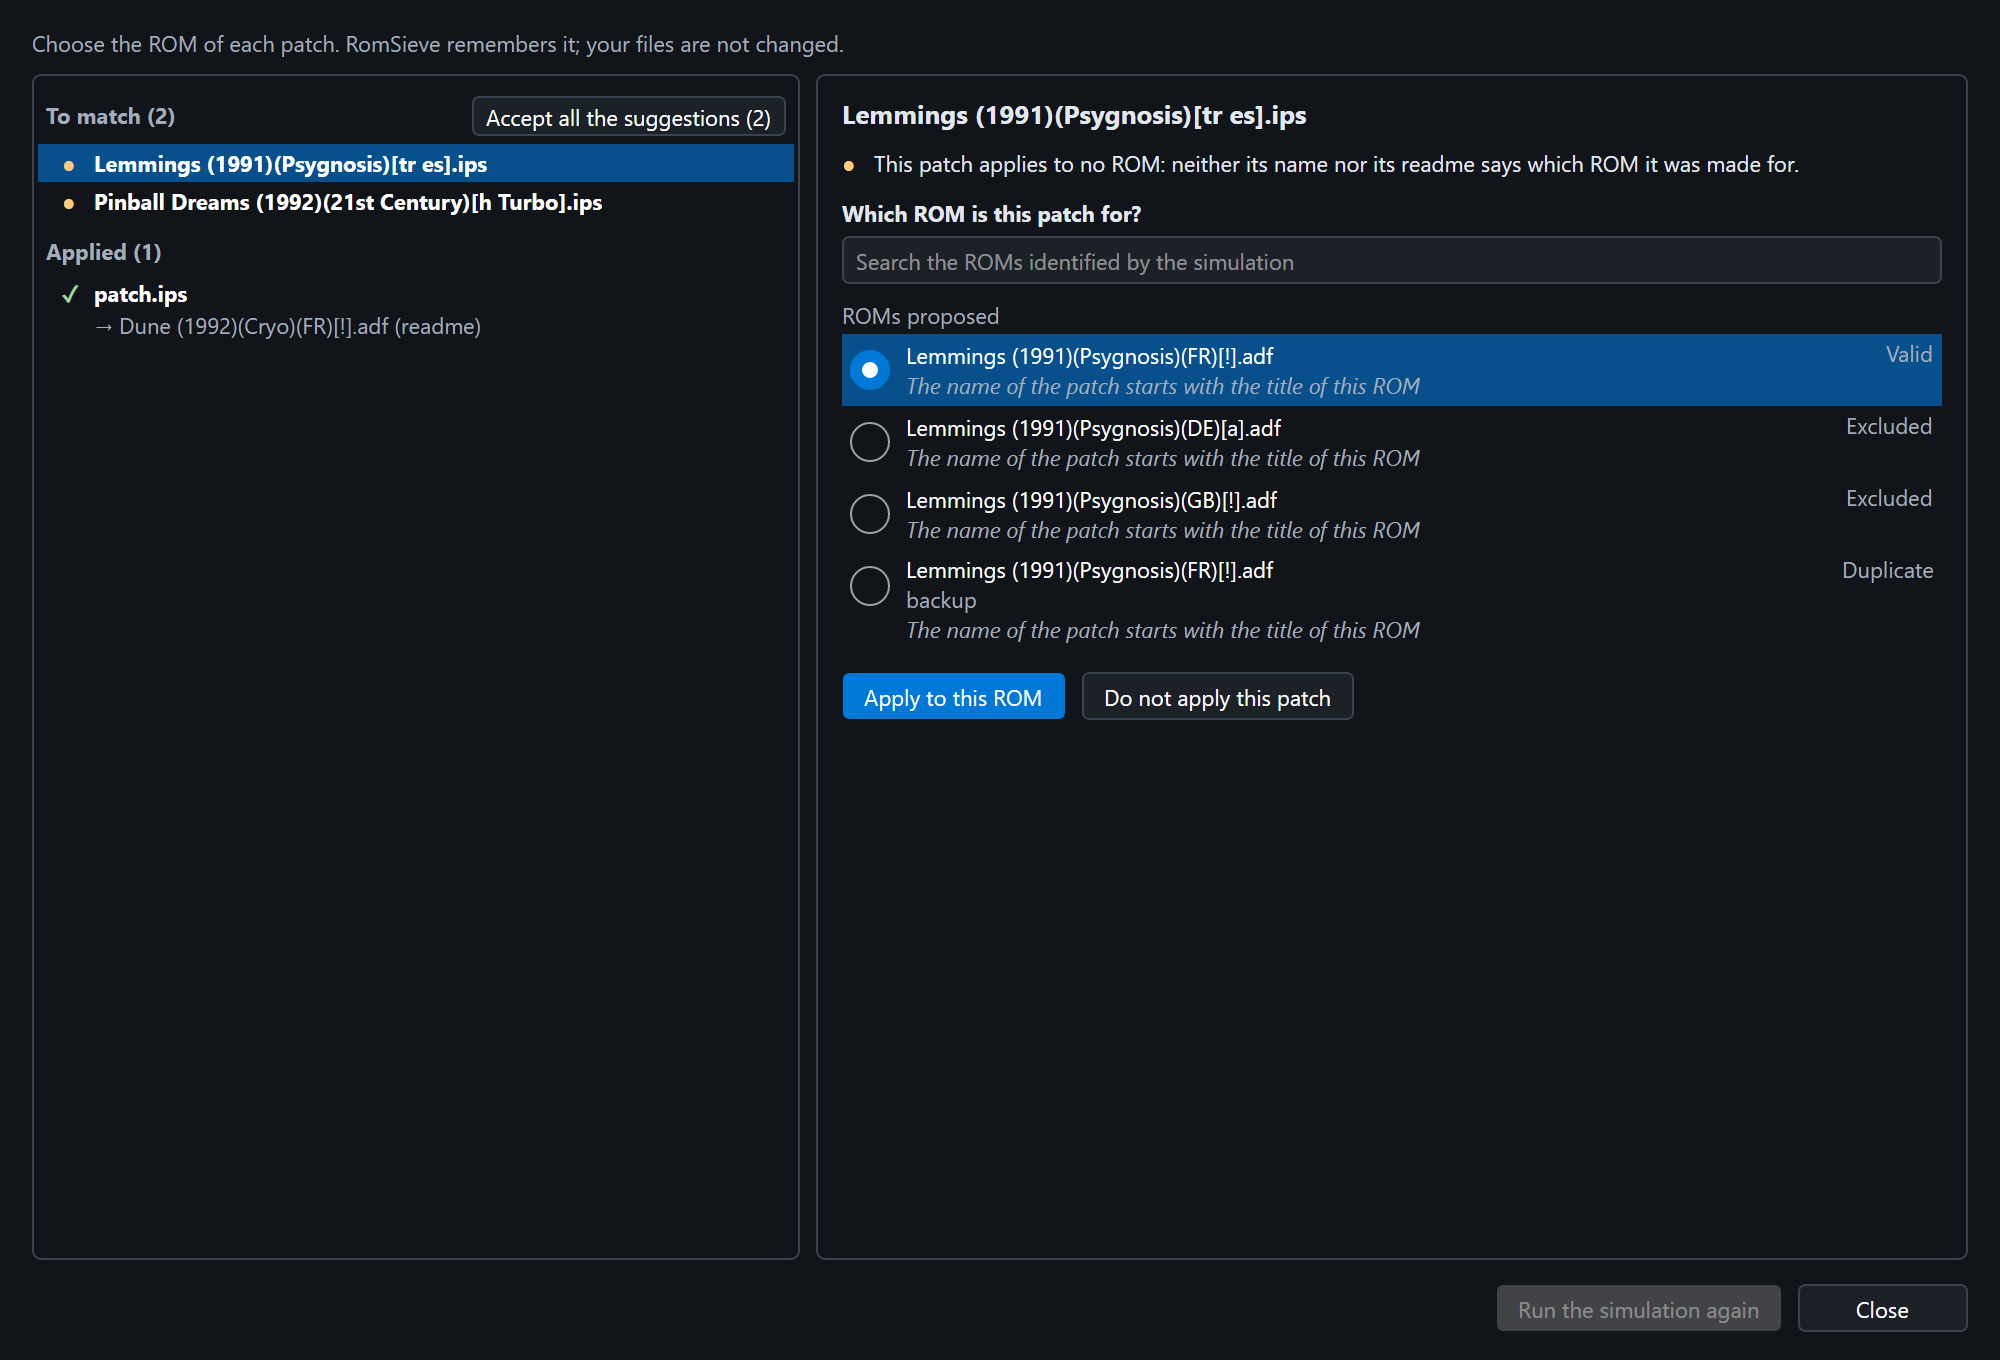 Choose the ROM of each patch. RomSieve remembers it; your files are not changed.
To match (2)
Accept all the suggestions (2)
Lemmings (1991)(Psygnosis)[tr es].ips
Pinball Dreams (1992)(21st Century)[h Turbo].ips
Applied (1)
✓ patch.ips
→ Dune (1992)(Cryo)(FR)[!].adf (readme)
Lemmings (1991)(Psygnosis)[tr es].ips
This patch applies to no ROM: neither its name nor its readme says which ROM it was made for.
Which ROM is this patch for?
Search the ROMs identified by the simulation
ROMs proposed
Lemmings (1991)(Psygnosis)(FR)[!].adf
Valid
The name of the patch starts with the title of this ROM
Lemmings (1991)(Psygnosis)(DE)[a].adf
Excluded
The name of the patch starts with the title of this ROM
Lemmings (1991)(Psygnosis)(GB)[!].adf
Excluded
The name of the patch starts with the title of this ROM
Lemmings (1991)(Psygnosis)(FR)[!].adf
Duplicate
backup
The name of the patch starts with the title of this ROM
Apply to this ROM
Do not apply this patch
Run the simulation again
Close